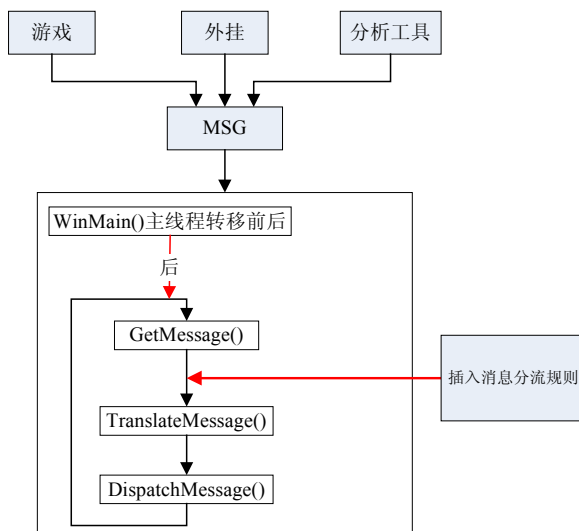 游戏
外挂
分析工具
MSG
WinMain()主线程转移前后
后
GetMessage()
插入消息分流规则
TranslateMessage()
DispatchMessage()